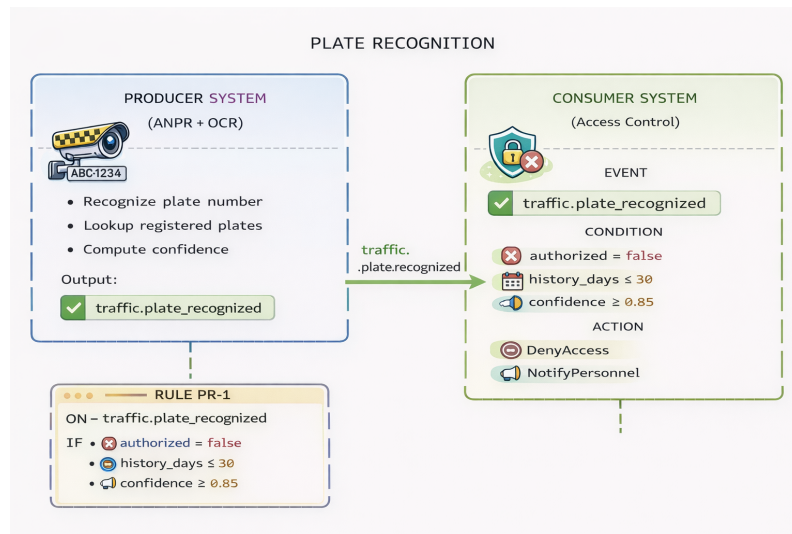 PLATE RECOGNITION
PRODUCER SYSTEM
(ANPR + OCR)
ABC·1234
• Recognize plate number
• Lookup registered plates
• Compute confidence
Output:
traffic.plate_recognized
traffic.
.plate.recognized
CONSUMER SYSTEM
(Access Control)
EVENT
traffic.plate_recognized
CONDITION
authorized = false
history_days ≤ 30
confidence ≥ 0.85
ACTION
DenyAccess
NotifyPersonnel
RULE PR-1
ON – traffic.plate_recognized
IF • authorized = false
• history_days ≤ 30
• confidence ≥ 0.85